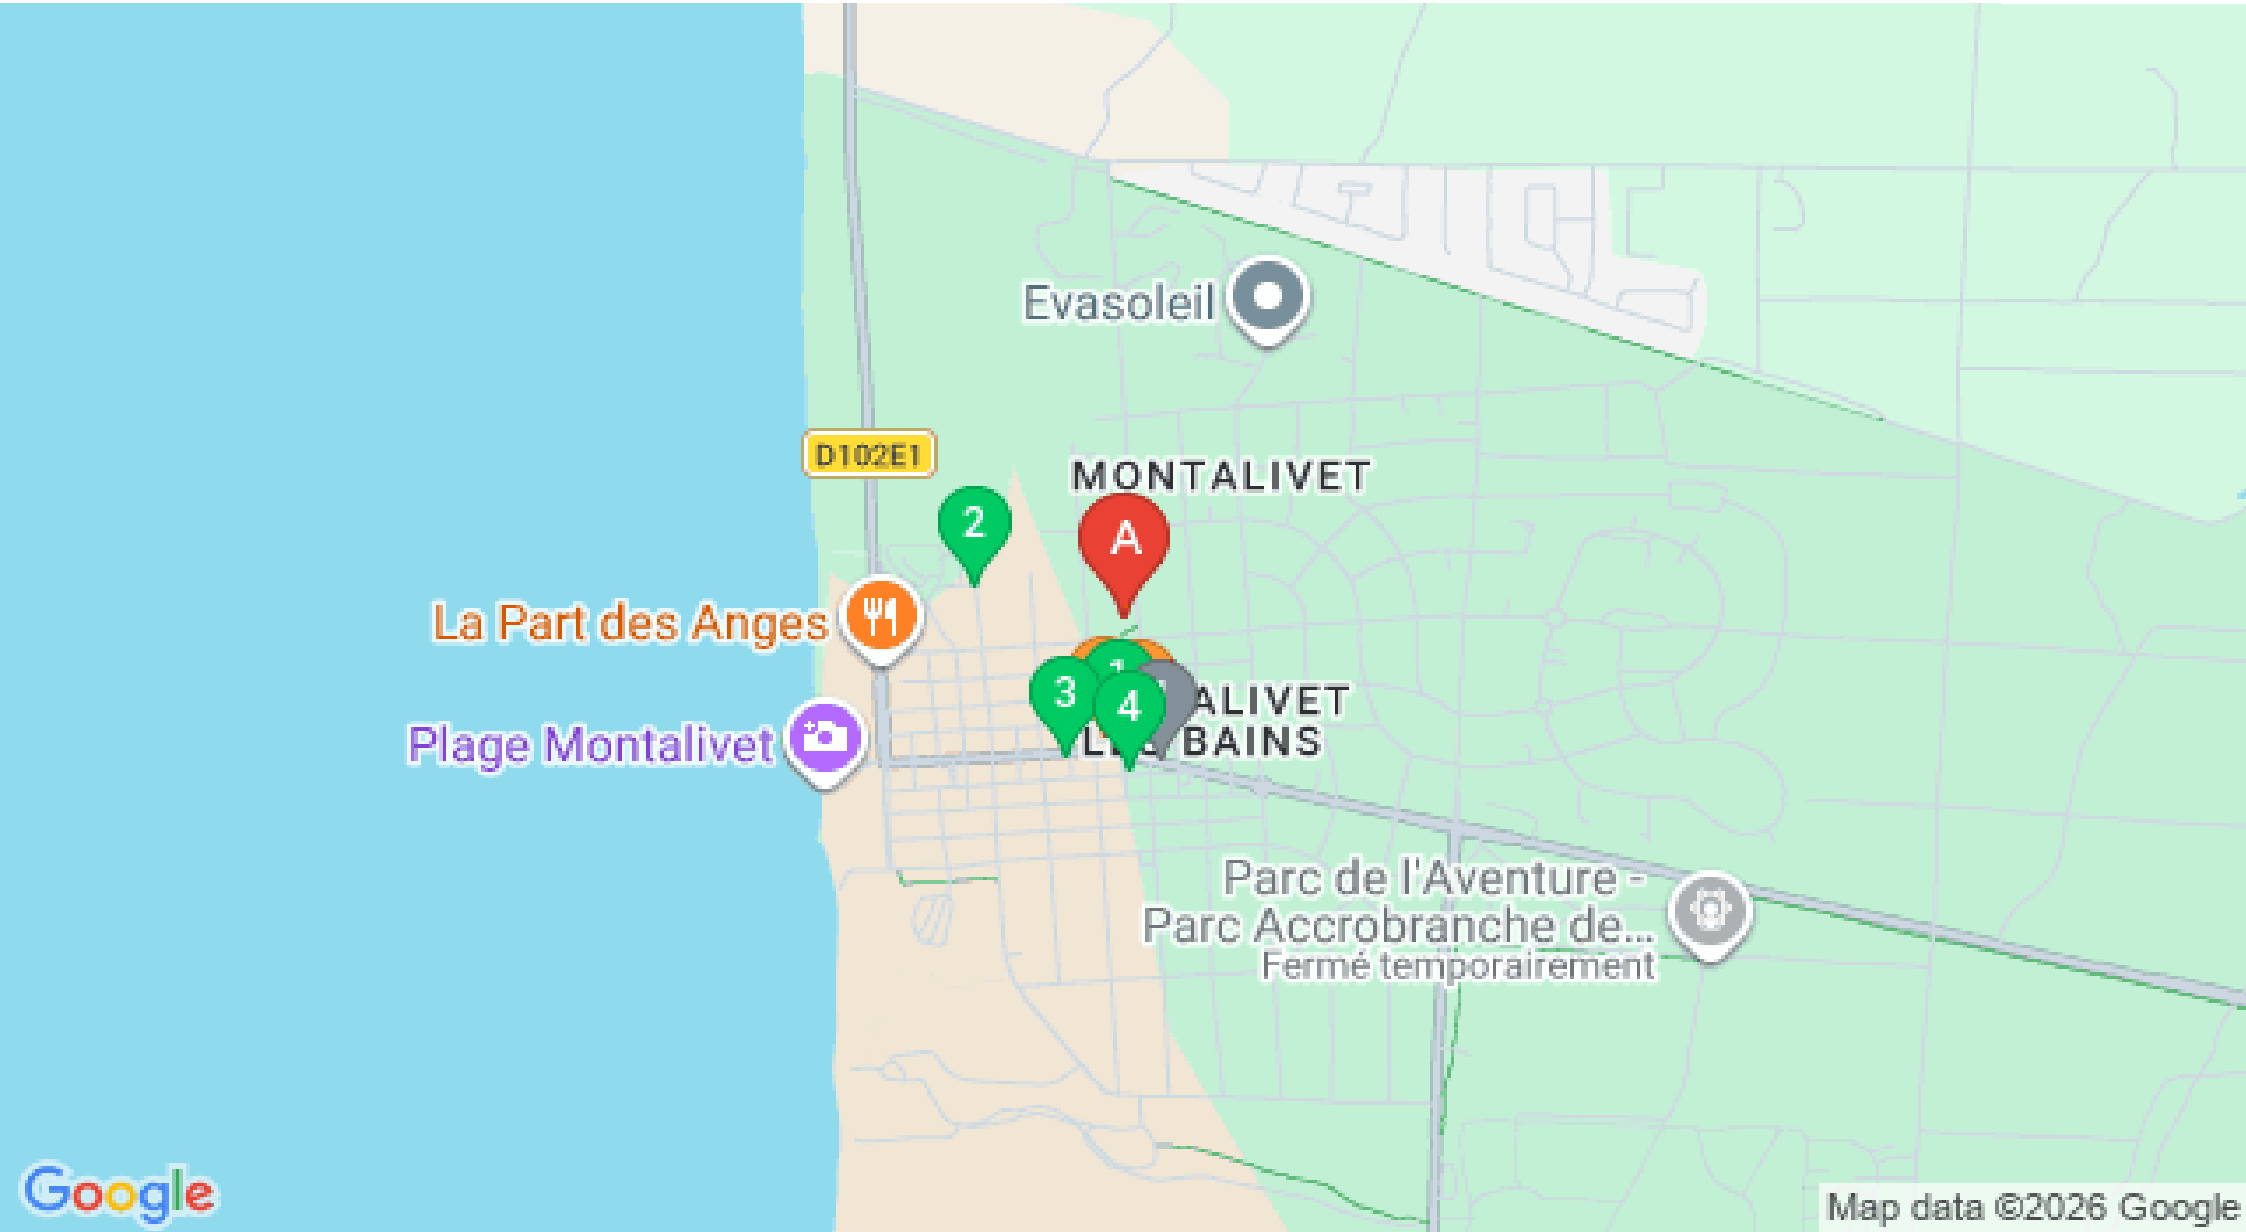 Evasoleil
D102E1
MONTALIVET
2
A
La Part des Anges
1
3
4
ALIVET
BAINS
Plage Montalivet
Parc de l'Aventure -
Parc Accrobranche de...
Fermé temporairement
Google
Map data ©2026 Google